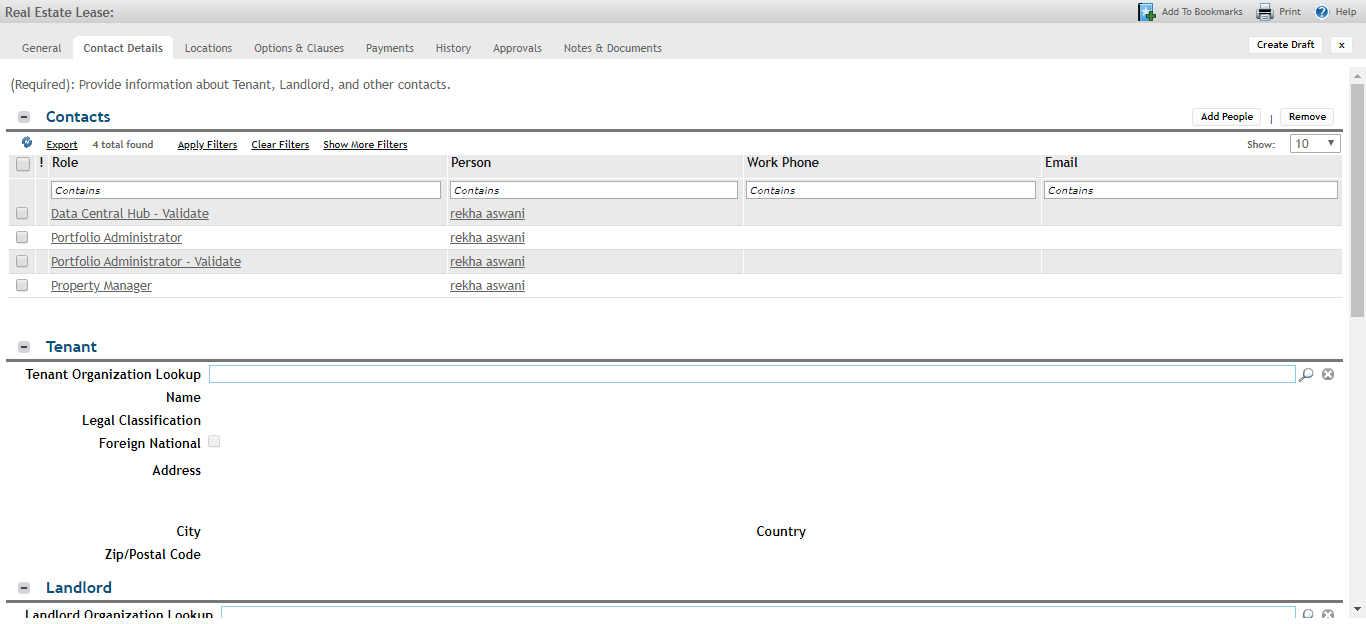 Real Estate Lease:
Add To Bookmarks Print ? Help
General Contact Details Locations Options & Clauses Payments History Approvals Notes & Documents
Create Draft x
(Required): Provide information about Tenant, Landlord, and other contacts.
Contacts
Add People | Remove
Export 4 total found Apply Filters Clear Filters Show More Filters Show: 10
! Role Person Work Phone Email
Contains Contains Contains Contains
Data Central Hub - Validate rekha aswani
Portfolio Administrator rekha aswani
Portfolio Administrator - Validate rekha aswani
Property Manager rekha aswani
Tenant
Tenant Organization Lookup
Name
Legal Classification
Foreign National
Address
City Country
Zip/Postal Code
Landlord
Landlord Organization Lookup